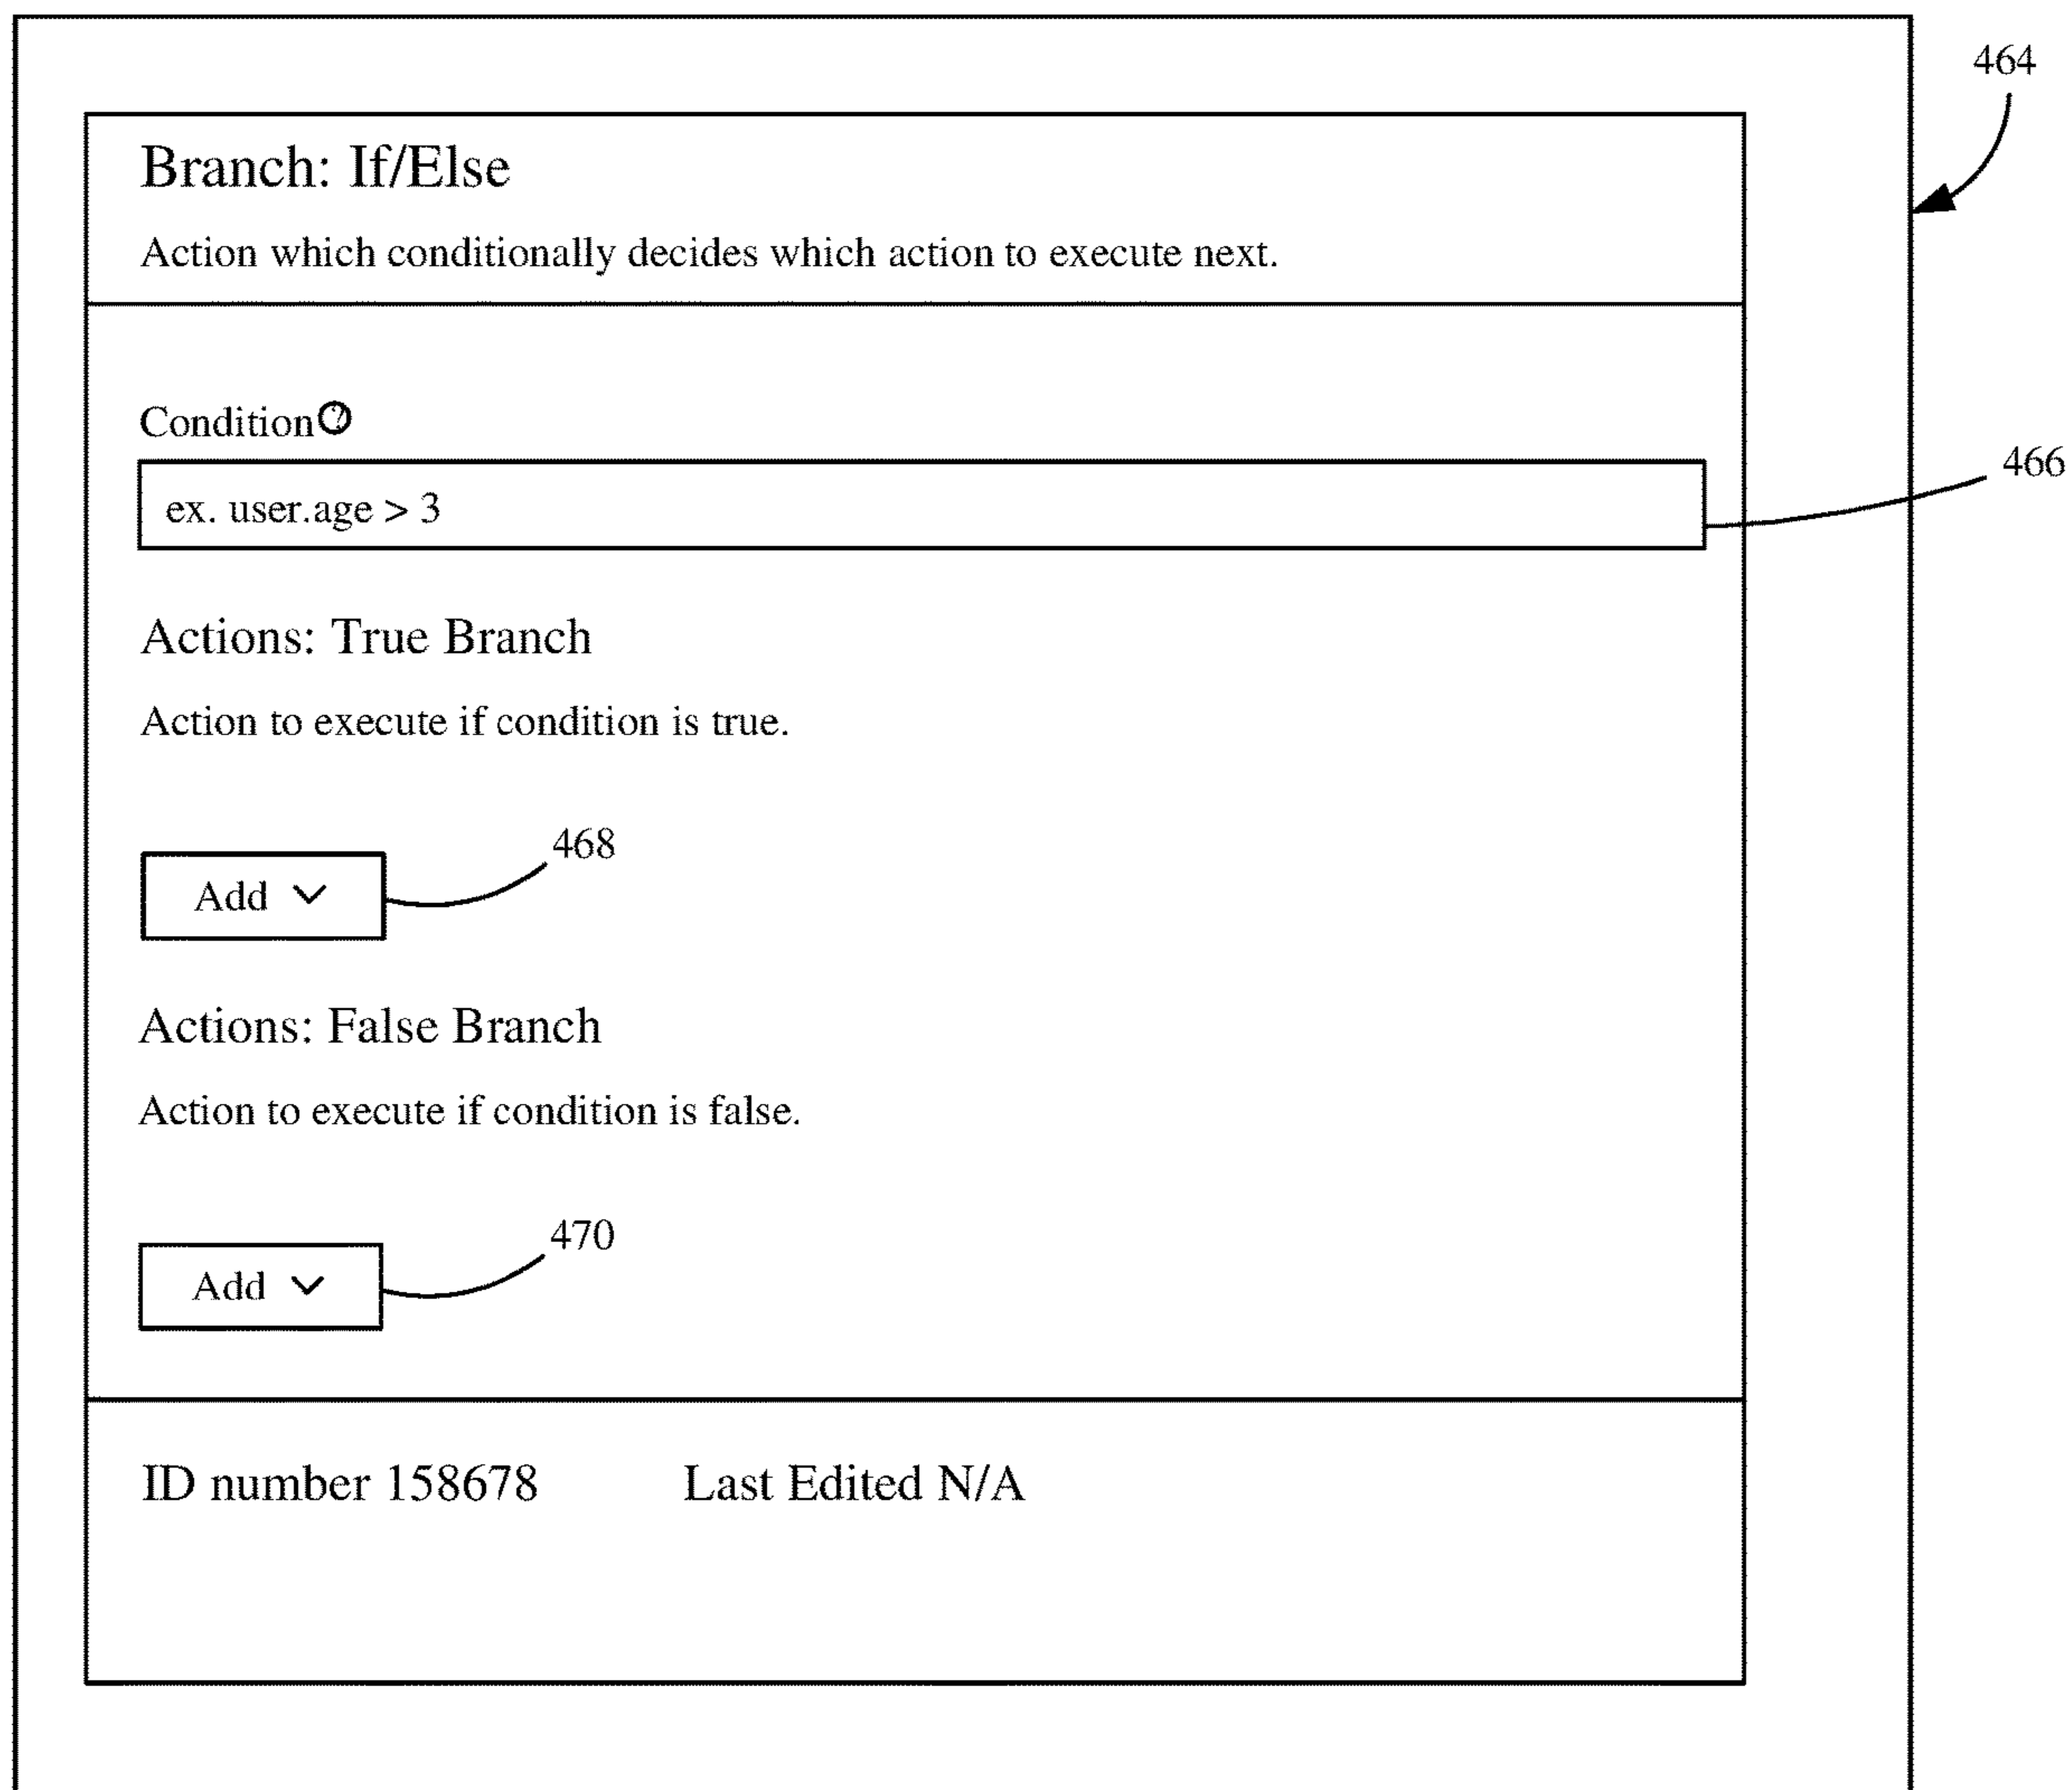 464
Branch: If/Else
Action which conditionally decides which action to execute next.
Condition ?
466
ex. user.age > 3
Actions: True Branch
Action to execute if condition is true.
468
Add
Actions: False Branch
Action to execute if condition is false.
470
Add
ID number 158678 Last Edited N/A